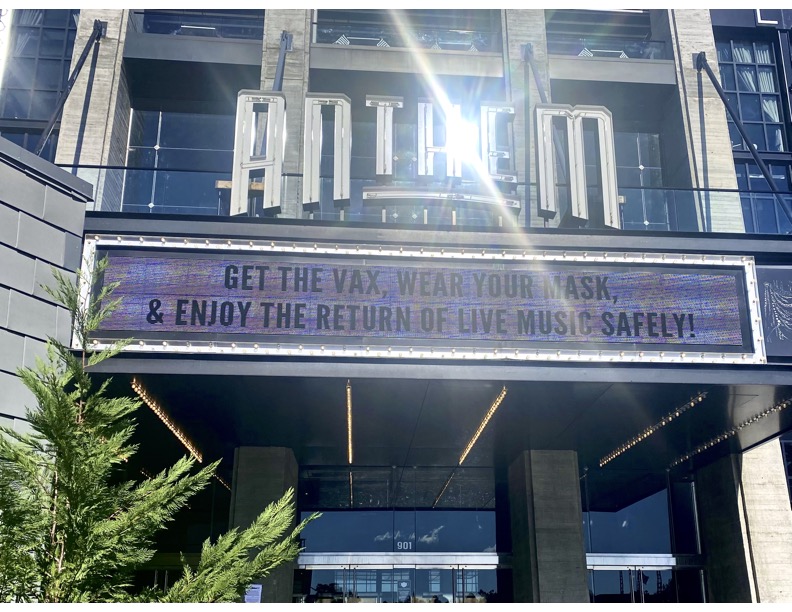 ANTHEM
GET THE VAX, WEAR YOUR MASK,
& ENJOY THE RETURN OF LIVE MUSIC SAFELY!
901